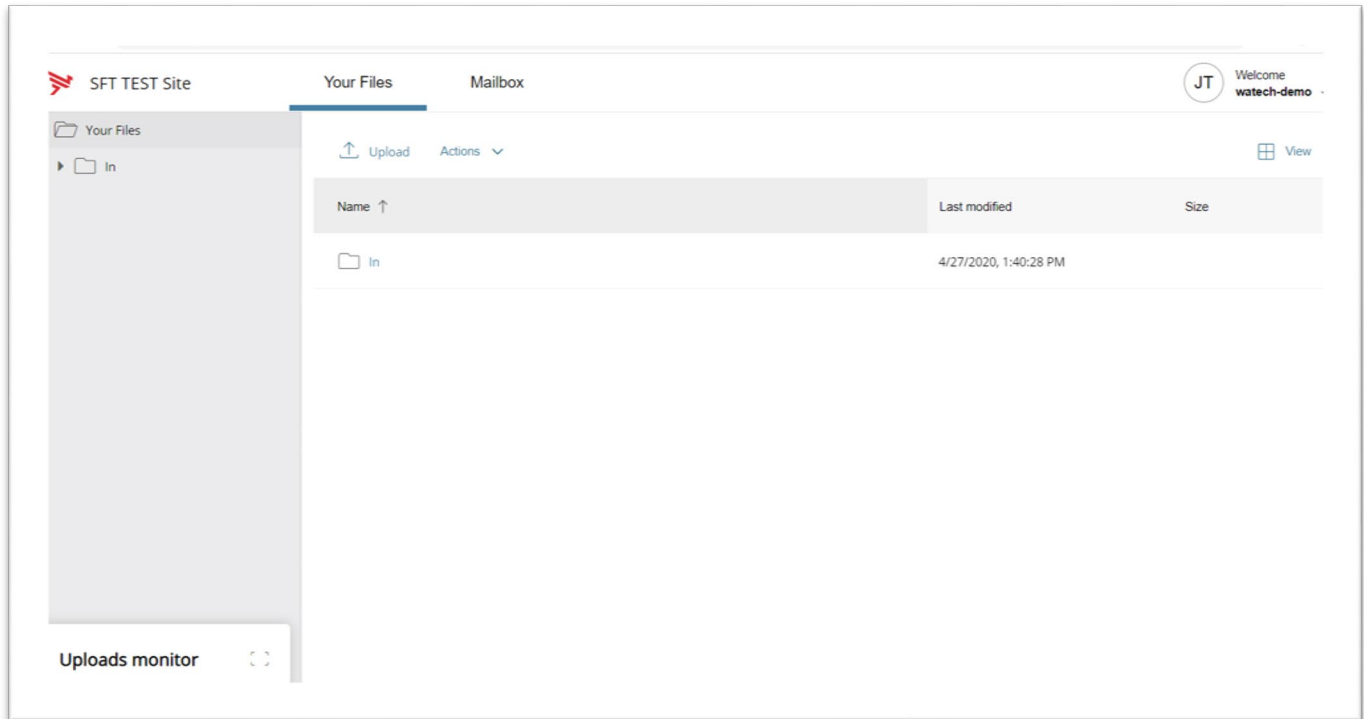 SFT TEST Site Your Files Mailbox JT Welcome
watech-demo
Your Files
In
Upload Actions View
Name Last modified Size
In 4/27/2020, 1:40:28 PM
Uploads monitor